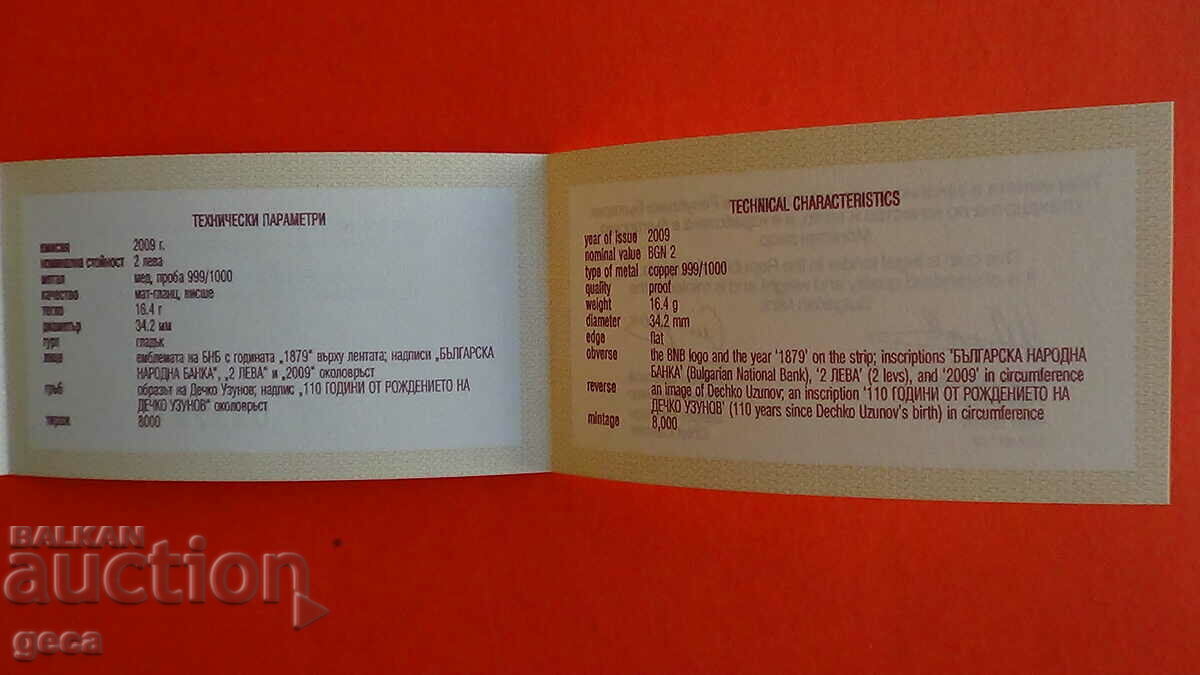 ТЕХНИЧЕСКИ ПАРАМЕТРИ
емисия 2009 г.
номинална стойност 2 лева
метал мед, проба 999/1000
качество мат-гланц, висше
тегло 16.4 г
диаметър 34.2 мм
гурт гладък
лице емблемата на БНБ с годината „1879" върху лентата; надписи „БЪЛГАРСКА
НАРОДНА БАНКА", „2 ЛЕВА" и „2009" околовръст
гръб образът на Дечко Узунов; надпис „110 ГОДИНИ ОТ РОЖДЕНИЕТО НА
ДЕЧКО УЗУНОВ" околовръст
тираж 8000
TECHNICAL CHARACTERISTICS
year of issue 2009
nominal value BGN 2
type of metal copper 999/1000
quality proof
weight 16.4 g
diameter 34.2 mm
edge flat
obverse the BNB logo and the year '1879' on the strip; inscriptions 'БЪЛГАРСКА НАРОДНА
БАНКА' (Bulgarian National Bank), '2 ЛЕВА' (2 levs), and '2009' in circumference
reverse an image of Dechko Uzunov; an inscription '110 ГОДИНИ ОТ РОЖДЕНИЕТО НА
ДЕЧКО УЗУНОВ' (110 years since Dechko Uzunov's birth) in circumference
mintage 8,000
BALKAN
auction
geca